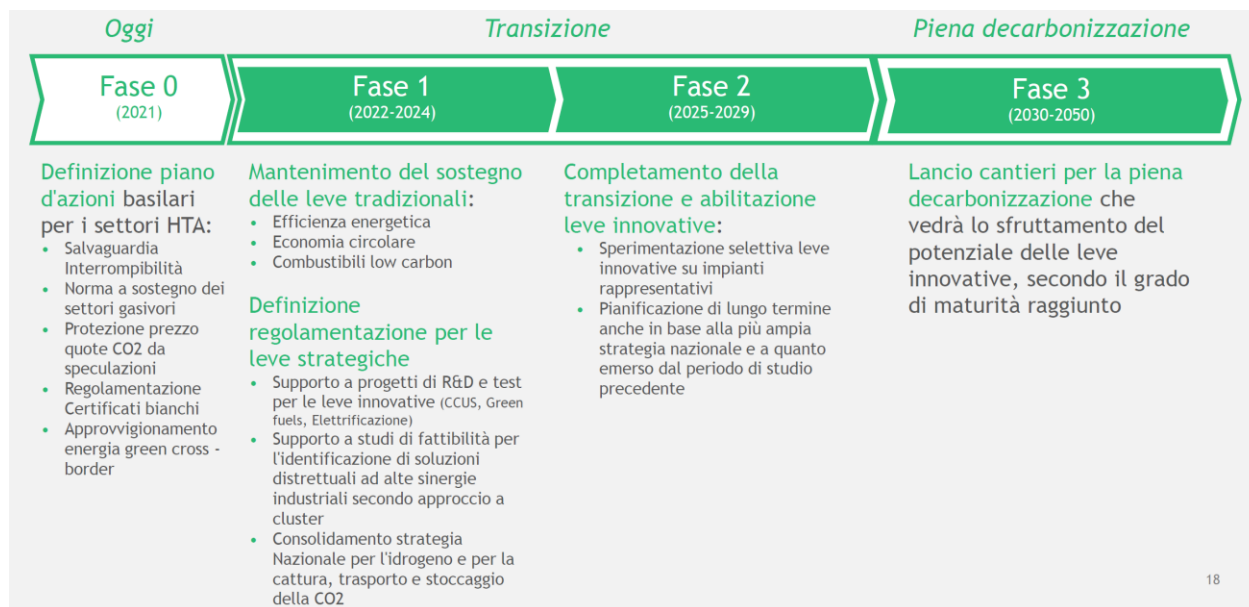 Oggi
Transizione
Piena decarbonizzazione
Fase 0
(2021)
Fase 1
(2022-2024)
Fase 2
(2025-2029)
Fase 3
(2030-2050)
Definizione piano
d'azioni basilari
per i settori HTA:
• Salvaguardia
Interrompibilità
• Norma a sostegno dei
settori gasivori
• Protezione prezzo
quote CO2 da
speculazioni
• Regolamentazione
Certificati bianchi
• Approvvigionamento
energia green cross -
border
Mantenimento del sostegno
delle leve tradizionali:
• Efficienza energetica
• Economia circolare
• Combustibili low carbon
Definizione
regolamentazione per le
leve strategiche
• Supporto a progetti di R&D e test
per le leve innovative (CCUS, Green
fuels, Elettrificazione)
• Supporto a studi di fattibilità per
l'identificazione di soluzioni
distrettuali ad alte sinergie
industriali secondo approccio a
cluster
• Consolidamento strategia
Nazionale per l'idrogeno e per la
cattura, trasporto e stoccaggio
della CO2
Completamento della
transizione e abilitazione
leve innovative:
• Sperimentazione selettiva leve
innovative su impianti
rappresentativi
• Pianificazione di lungo termine
anche in base alla più ampia
strategia nazionale e a quanto
emerso dal periodo di studio
precedente
Lancio cantieri per la piena
decarbonizzazione che
vedrà lo sfruttamento del
potenziale delle leve
innovative, secondo il grado
di maturità raggiunto
18